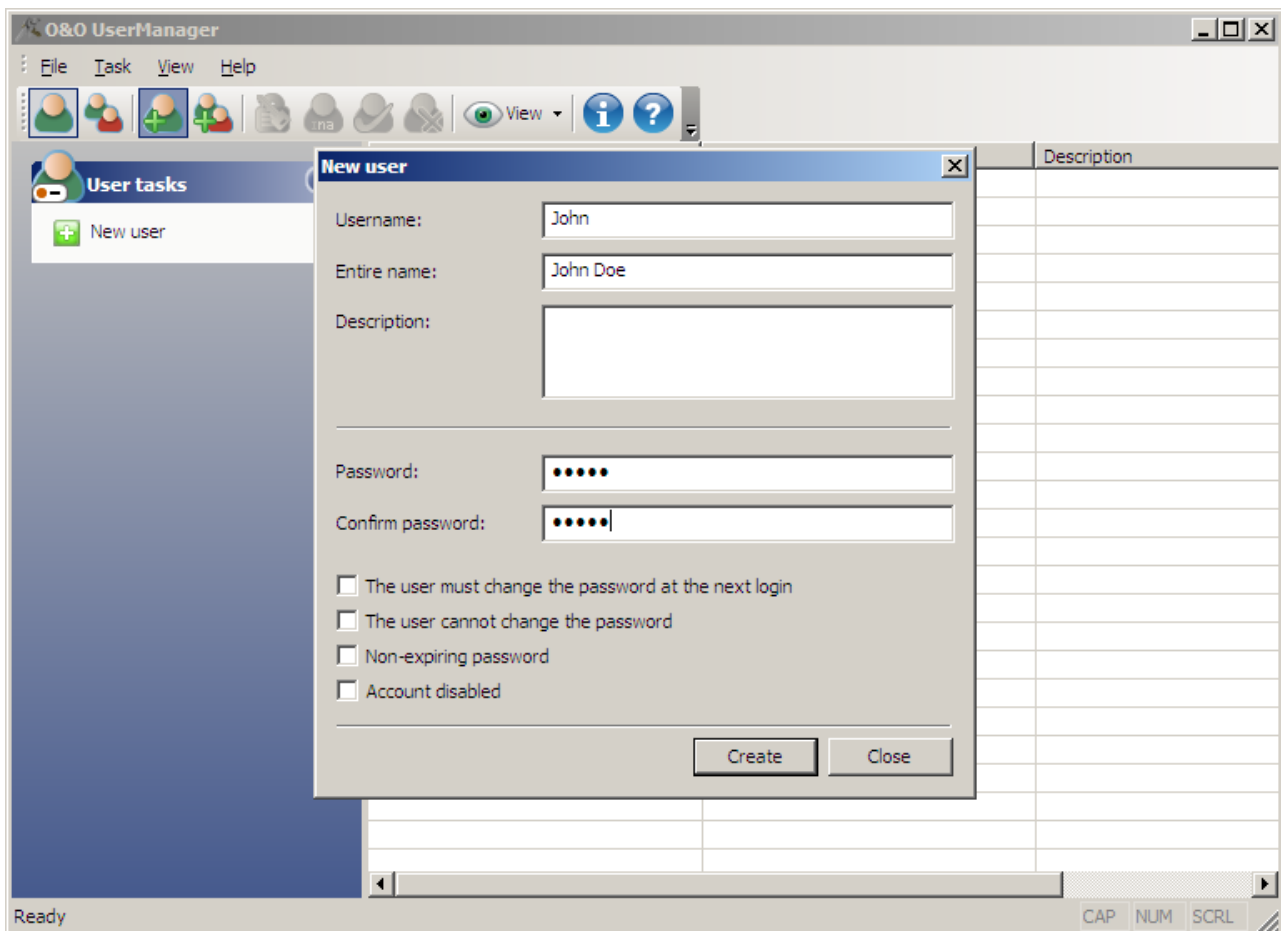 O&O UserManager
File Task View Help
View
New user
Description
User tasks
New user
Username: John
Entire name: John Doe
Description:
Password: •••••
Confirm password: •••••
The user must change the password at the next login
The user cannot change the password
Non-expiring password
Account disabled
Create Close
Ready CAP NUM SCRL